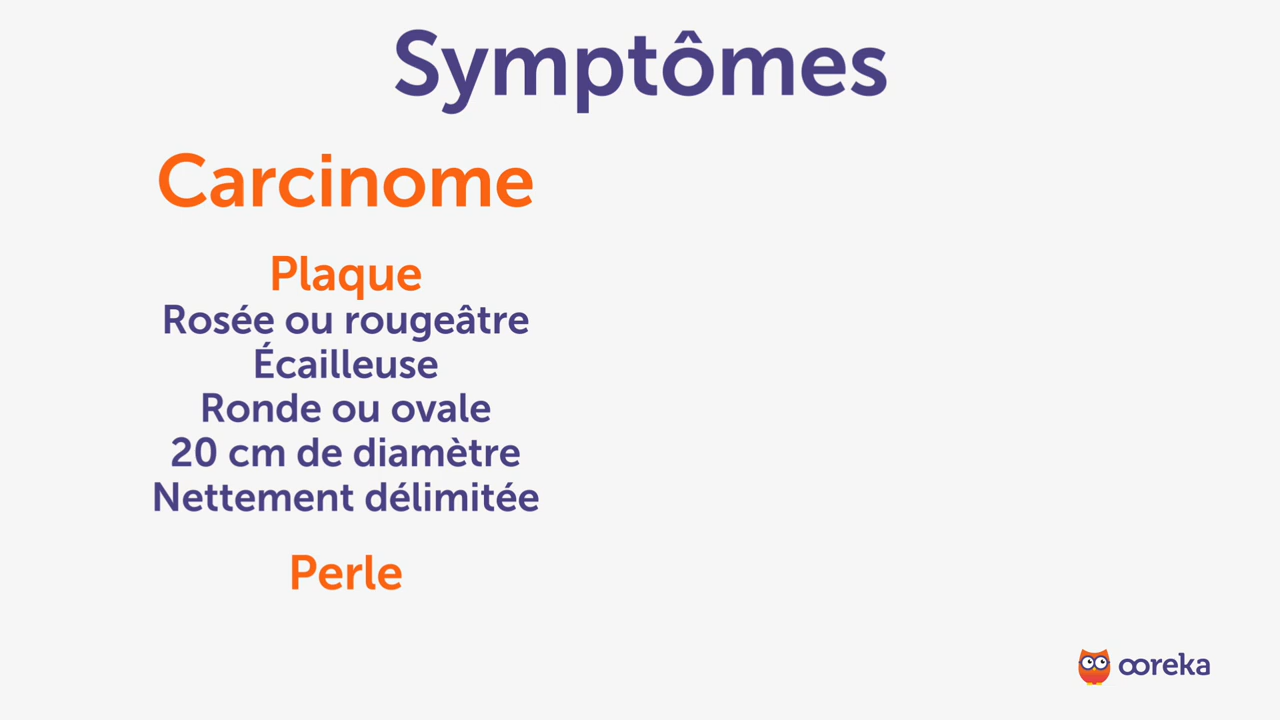 Symptômes
Carcinome
Plaque
Rosée ou rougeâtre
Écailleuse
Ronde ou ovale
20 cm de diamètre
Nettement délimitée
Perle
ooreka